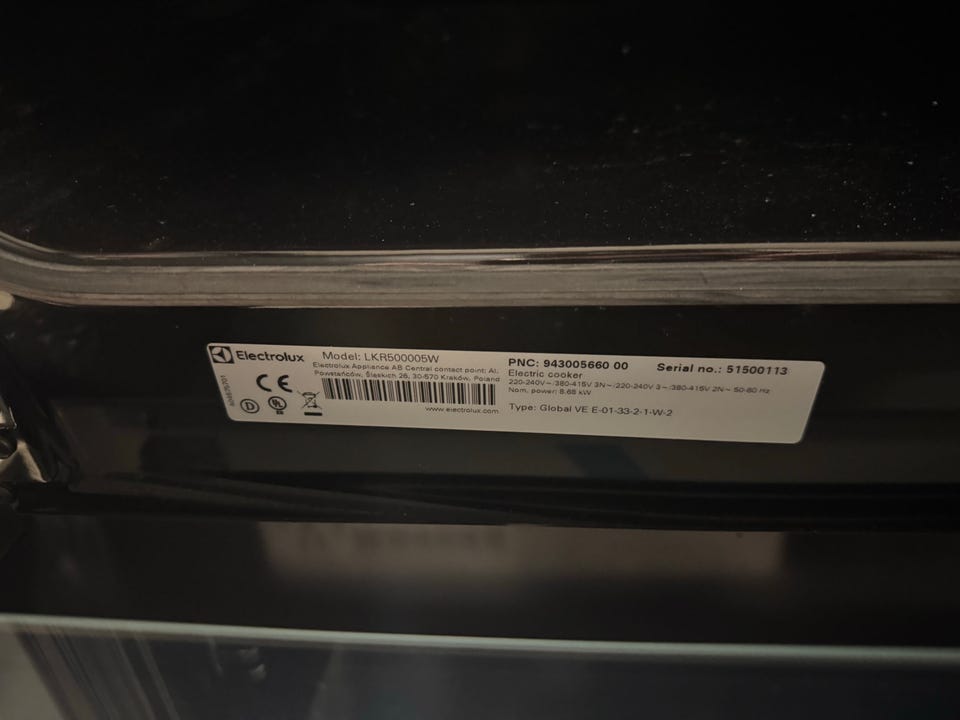 Electrolux
Model: LKR500005W
Electrolux Appliance AB Central contact point: Al.
Powstańców, Śląskich 26, 30-570 Kraków, Poland
CE
D
www.electrolux.com
PNC: 943005660 00
Serial no.: 51500113
Electric cooker
220-240V~/380-415V 3N~/220-240V 3~/380-415V 2N~ 50-60 Hz
Nom. power: 8.68 kW
Type: Global VE E-01-33-2-1-W-2